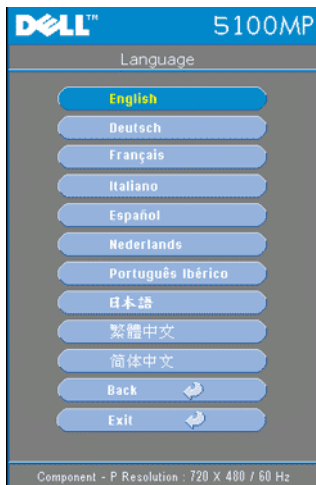 DELL™ 5100MP
Language
English
Deutsch
Français
Italiano
Español
Nederlands
Português Ibérico
日本語
繁體中文
简体中文
Back
Exit
Component - P Resolution : 720 X 480 / 60 Hz